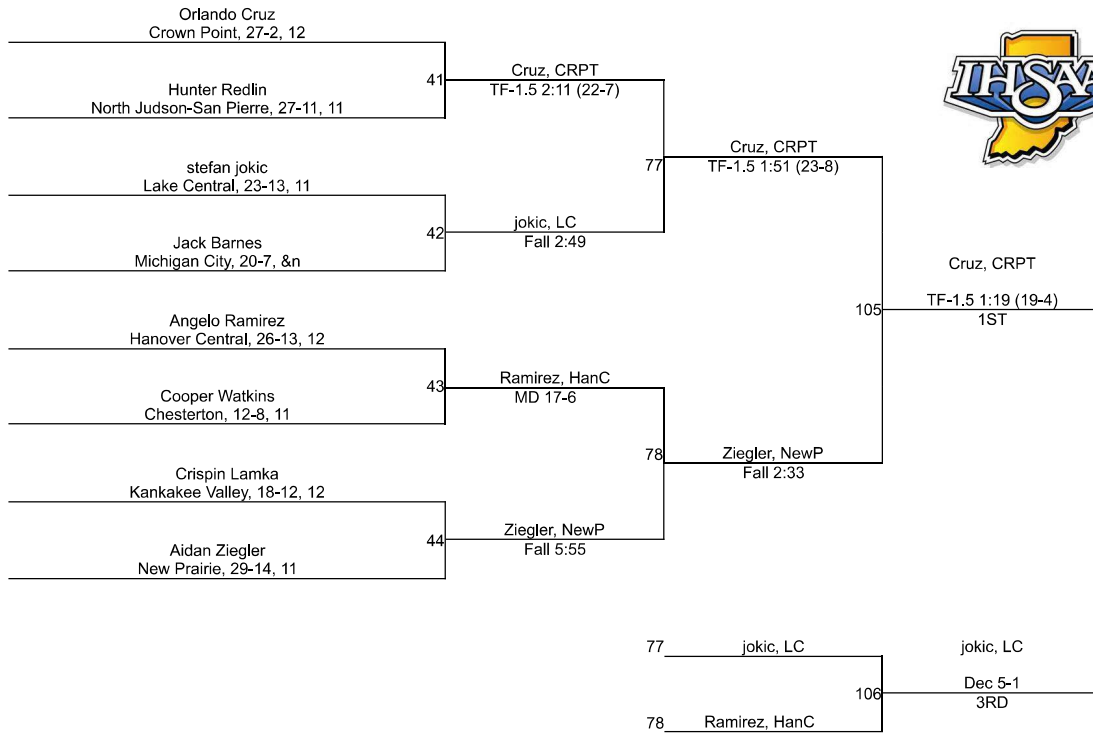 Orlando Cruz
Crown Point, 27-2, 12
Hunter Redlin
North Judson-San Pierre, 27-11, 11
41
Cruz, CRPT
TF-1.5 2:11 (22-7)
stefan jokic
Lake Central, 23-13, 11
Jack Barnes
Michigan City, 20-7, &n
42
jokic, LC
Fall 2:49
77
Cruz, CRPT
TF-1.5 1:51 (23-8)
Angelo Ramirez
Hanover Central, 26-13, 12
Cooper Watkins
Chesterton, 12-8, 11
43
Ramirez, HanC
MD 17-6
Crispin Lamka
Kankakee Valley, 18-12, 12
Aidan Ziegler
New Prairie, 29-14, 11
44
Ziegler, NewP
Fall 5:55
78
Ziegler, NewP
Fall 2:33
105
Cruz, CRPT
TF-1.5 1:19 (19-4)
1ST
IHSAA
77
jokic, LC
78
Ramirez, HanC
106
jokic, LC
Dec 5-1
3RD